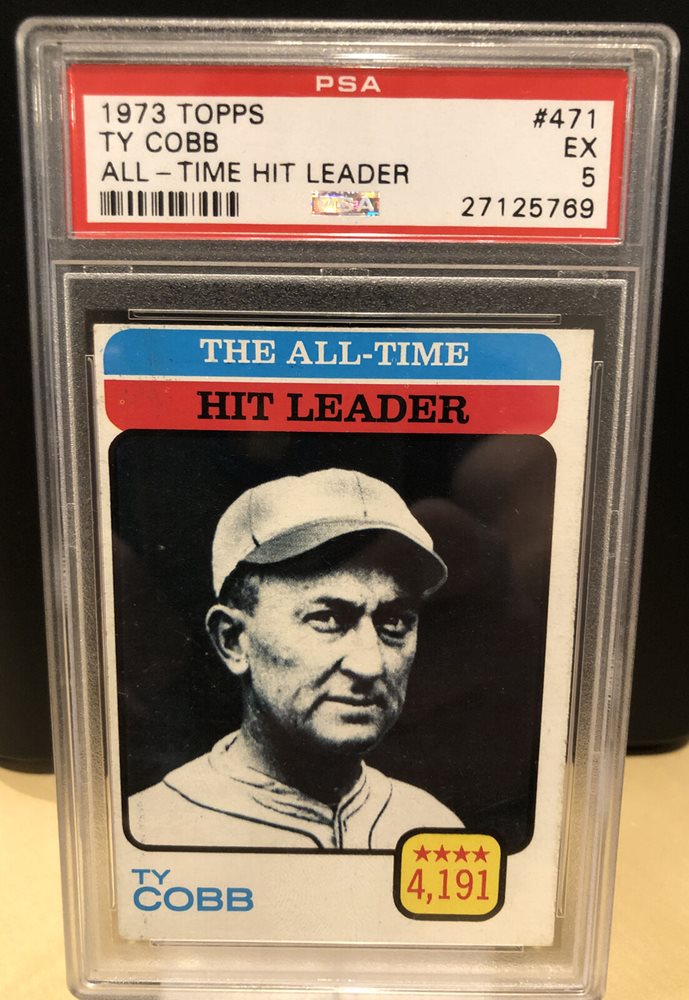 PSA
1973 TOPPS #471
TY COBB EX
ALL-TIME HIT LEADER 5
PSA 27125769
THE ALL-TIME
HIT LEADER
TY
COBB
★★★★
4,191